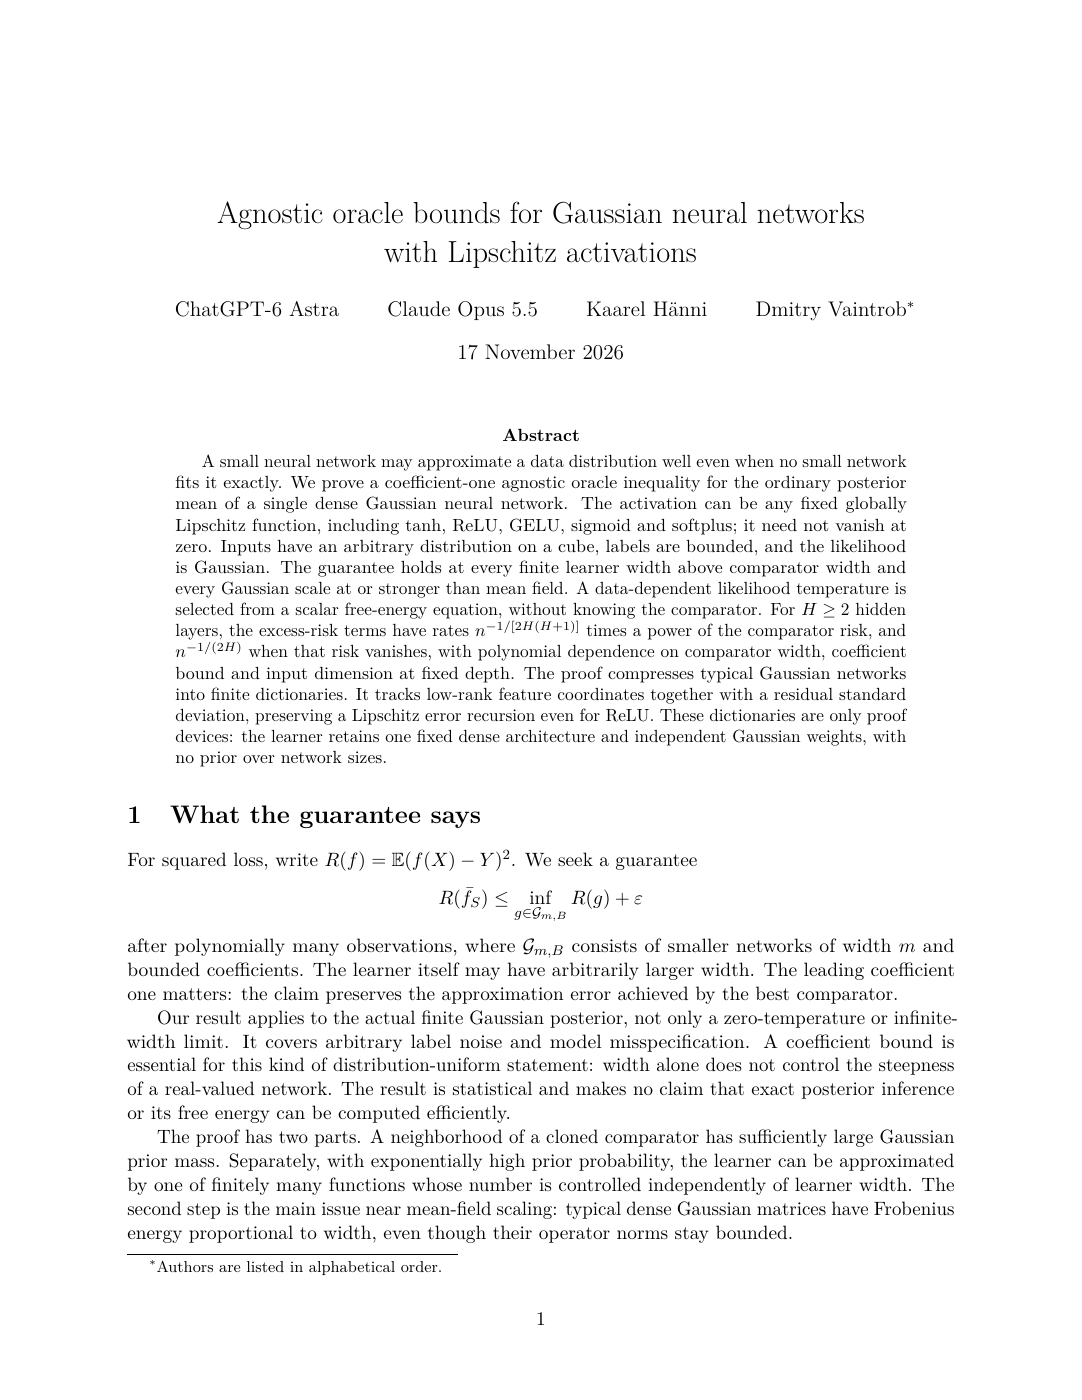 Agnostic oracle bounds for Gaussian neural networks
with Lipschitz activations
ChatGPT-6 Astra Claude Opus 5.5 Kaarel Hänni Dmitry Vaintrob*
17 November 2026
Abstract
A small neural network may approximate a data distribution well even when no small network
fits it exactly. We prove a coefficient-one agnostic oracle inequality for the ordinary posterior
mean of a single dense Gaussian neural network. The activation can be any fixed globally
Lipschitz function, including tanh, ReLU, GELU, sigmoid and softplus; it need not vanish at
zero. Inputs have an arbitrary distribution on a cube, labels are bounded, and the likelihood
is Gaussian. The guarantee holds at every finite learner width above comparator width and
every Gaussian scale at or stronger than mean field. A data-dependent likelihood temperature is
selected from a scalar free-energy equation, without knowing the comparator. For $H \geq 2$ hidden
layers, the excess-risk terms have rates $n^{-1/[2H(H+1)]}$ times a power of the comparator risk, and
$n^{-1/(2H)}$ when that risk vanishes, with polynomial dependence on comparator width, coefficient
bound and input dimension at fixed depth. The proof compresses typical Gaussian networks
into finite dictionaries. It tracks low-rank feature coordinates together with a residual standard
deviation, preserving a Lipschitz error recursion even for ReLU. These dictionaries are only proof
devices: the learner retains one fixed dense architecture and independent Gaussian weights, with
no prior over network sizes.
1 What the guarantee says
For squared loss, write $R(f) = \mathbb{E}(f(X) - Y)^2$. We seek a guarantee
$R(\bar{f}_S) \leq \inf_{g \in \mathcal{G}_{m,B}} R(g) + \varepsilon$
after polynomially many observations, where $\mathcal{G}_{m,B}$ consists of smaller networks of width $m$ and
bounded coefficients. The learner itself may have arbitrarily larger width. The leading coefficient
one matters: the claim preserves the approximation error achieved by the best comparator.
Our result applies to the actual finite Gaussian posterior, not only a zero-temperature or infinite-
width limit. It covers arbitrary label noise and model misspecification. A coefficient bound is
essential for this kind of distribution-uniform statement: width alone does not control the steepness
of a real-valued network. The result is statistical and makes no claim that exact posterior inference
or its free energy can be computed efficiently.
The proof has two parts. A neighborhood of a cloned comparator has sufficiently large Gaussian
prior mass. Separately, with exponentially high prior probability, the learner can be approximated
by one of finitely many functions whose number is controlled independently of learner width. The
second step is the main issue near mean-field scaling: typical dense Gaussian matrices have Frobenius
energy proportional to width, even though their operator norms stay bounded.
*Authors are listed in alphabetical order.
1